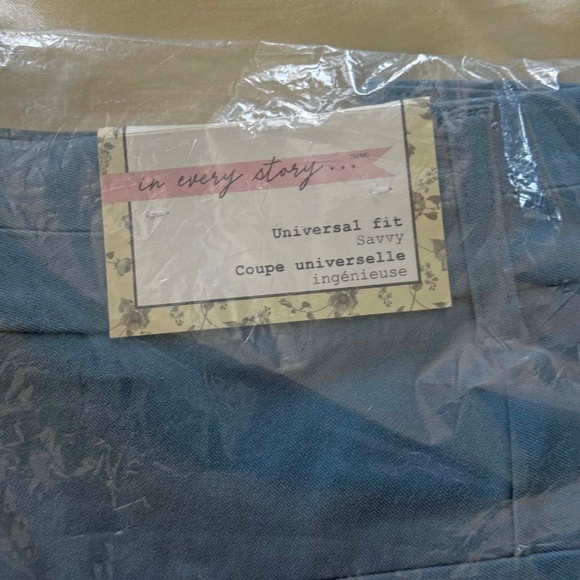 in every story...
Universal fit
Savvy
Coupe universelle
ingénieuse